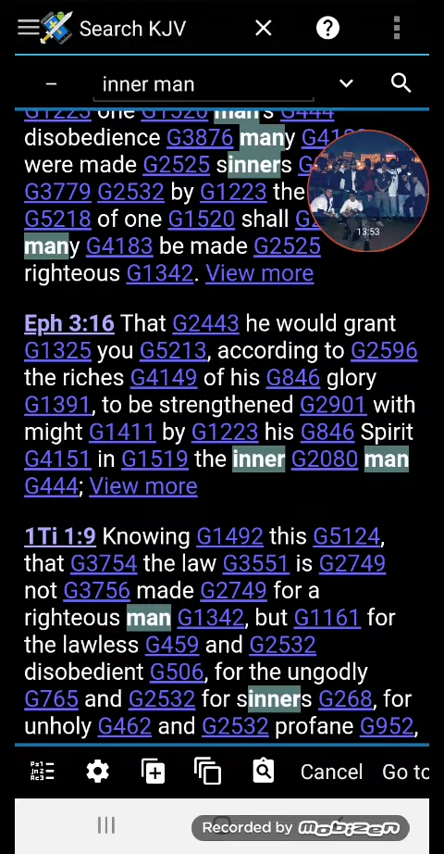 Search KJV
inner man
G1223 one G1520 man's G444
disobedience G3876 many
were made G2525 sinners
G3779 G2532 by G1223 the
G5218 of one G1520 shall
many G4183 be made G2525
righteous G1342. View more
13:53
Eph 3:16 That G2443 he would grant
G1325 you G5213, according to G2596
the riches G4149 of his G846 glory
G1391, to be strengthened G2901 with
might G1411 by G1223 his G846 Spirit
G4151 in G1519 the inner G2080 man
G444; View more
1Ti 1:9 Knowing G1492 this G5124,
that G3754 the law G3551 is G2749
not G3756 made G2749 for a
righteous man G1342, but G1161 for
the lawless G459 and G2532
disobedient G506, for the ungodly
G765 and G2532 for sinners G268, for
unholy G462 and G2532 profane G952,
Cancel Go to
Recorded by MOBIZEN